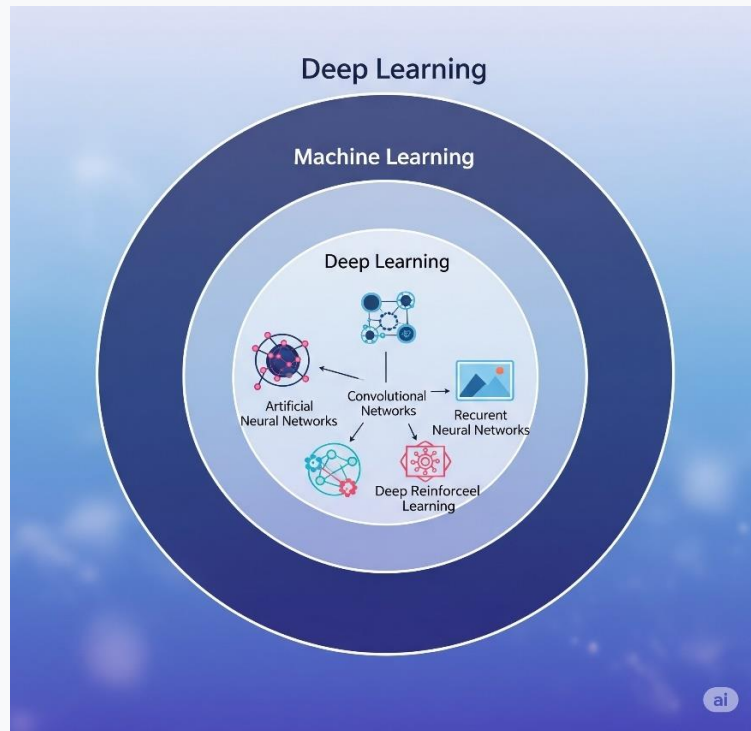 Deep Learning
Machine Learning
Deep Learning
Artificial
Neural Networks
Convolutional
Networks
Recurent
Neural Networks
Deep Reinforceel
Learning
ai